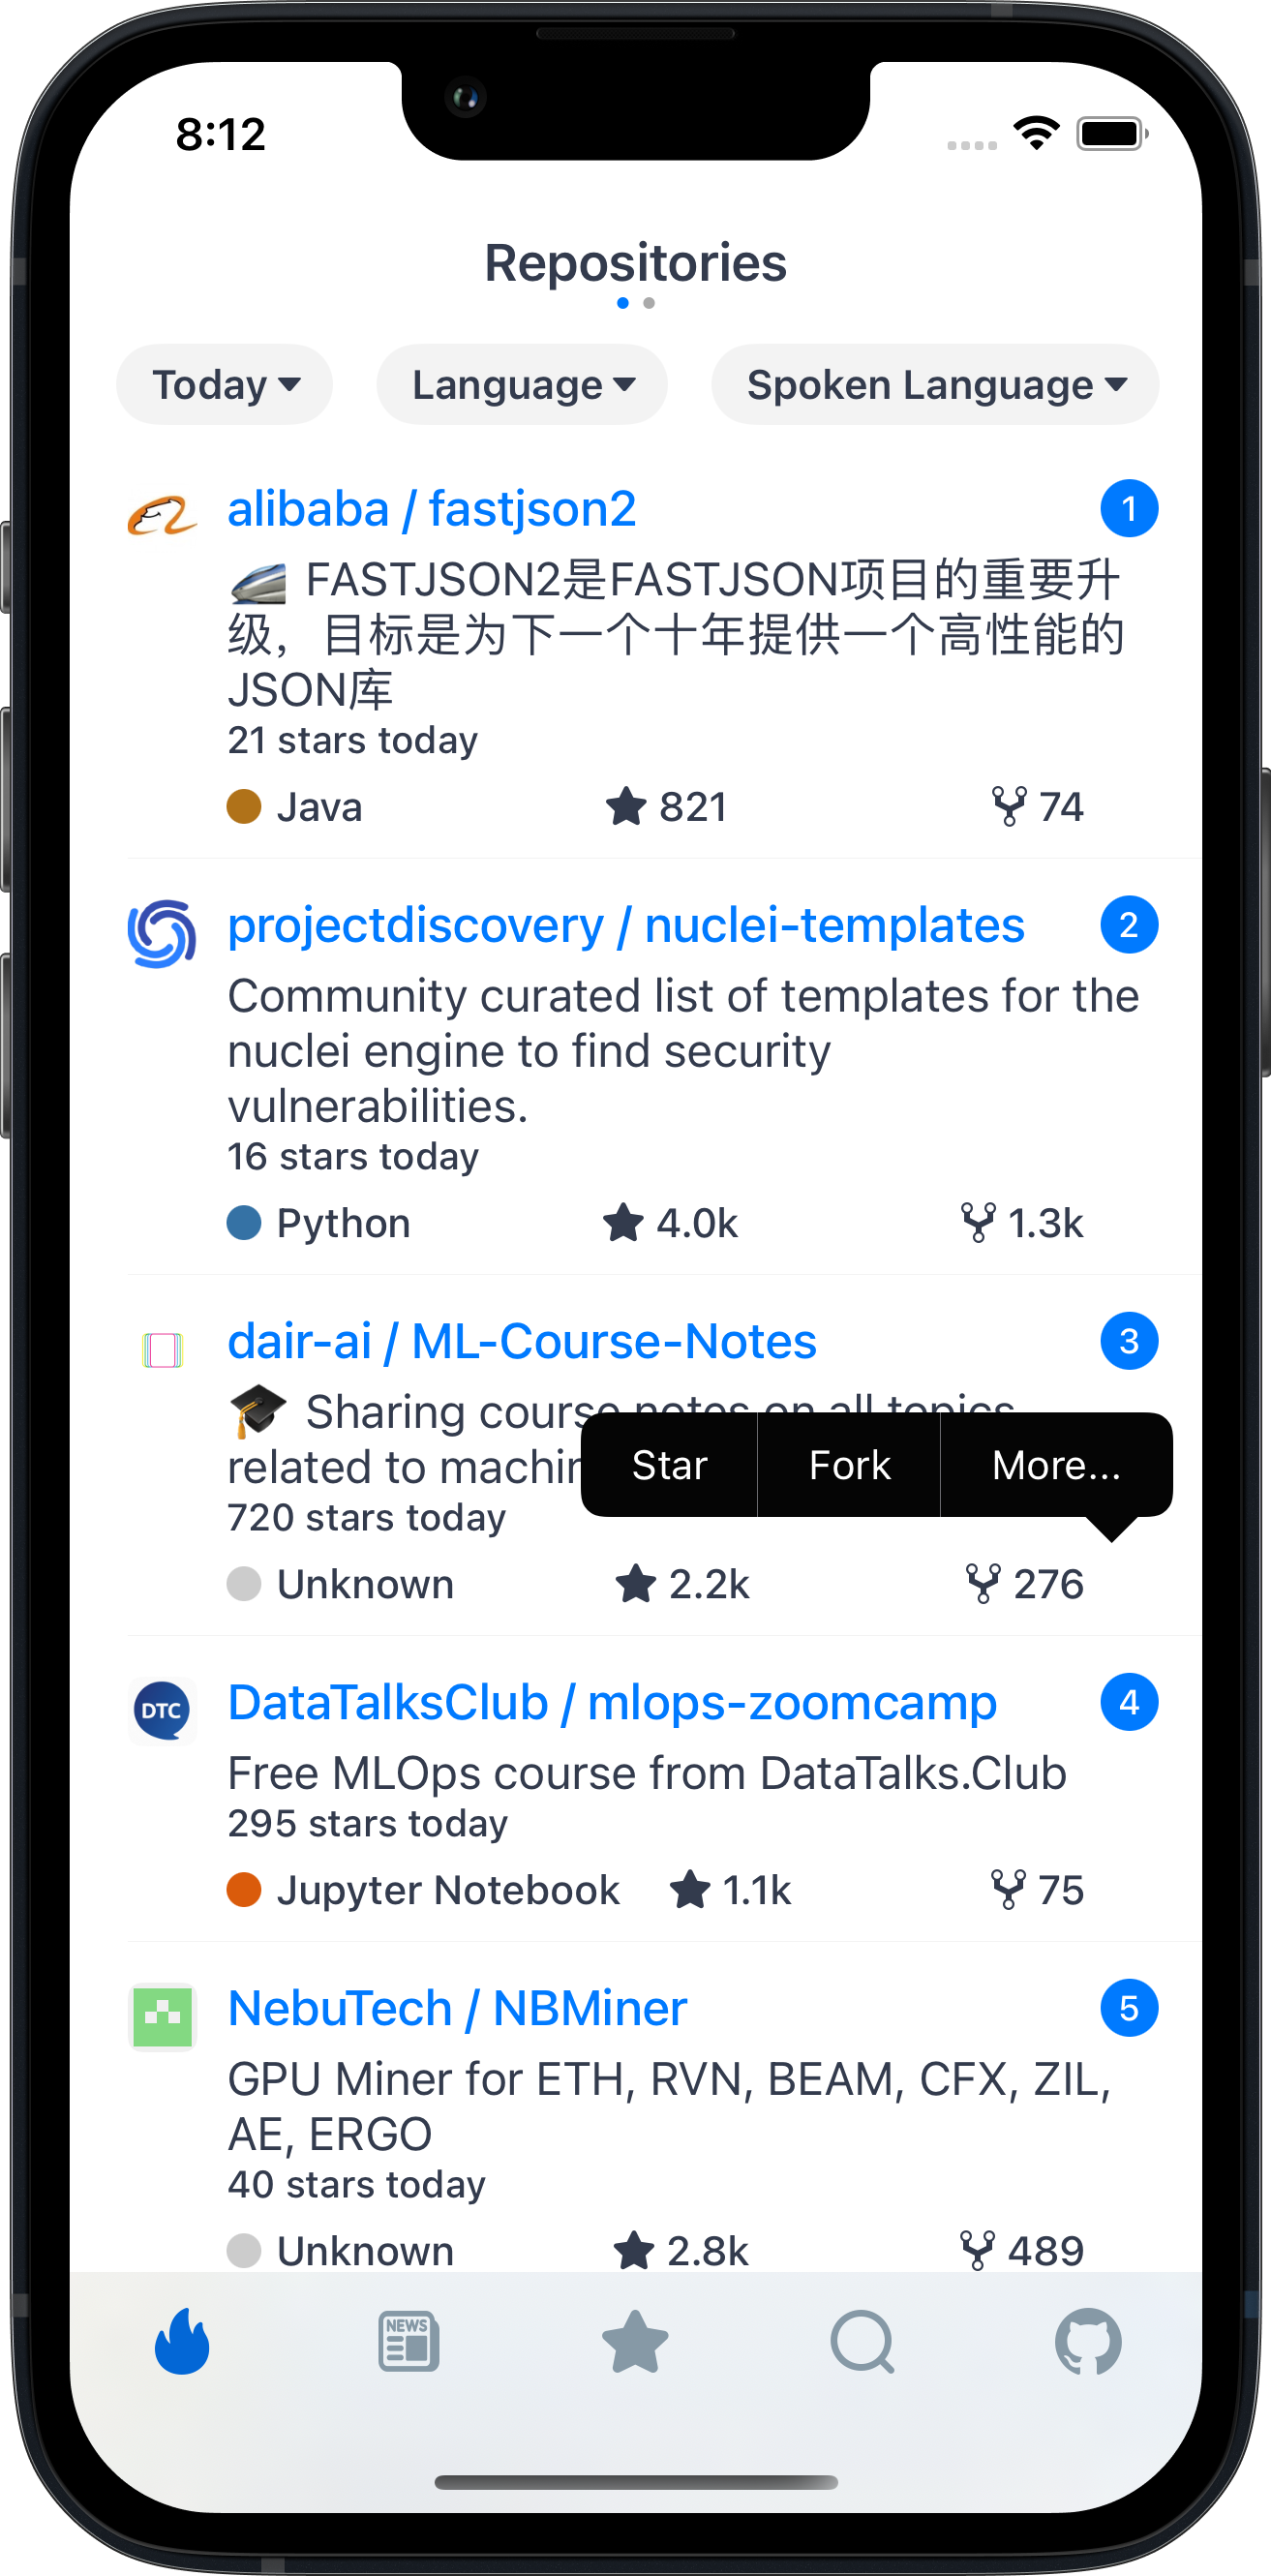 8:12
Repositories
Today
Language
Spoken Language
alibaba / fastjson2
1
🚄 FASTJSON2是FASTJSON项目的重要升
级，目标是为下一个十年提供一个高性能的
JSON库
21 stars today
Java
821
74
projectdiscovery / nuclei-templates
2
Community curated list of templates for the
nuclei engine to find security
vulnerabilities.
16 stars today
Python
4.0k
1.3k
dair-ai / ML-Course-Notes
3
🎓 Sharing course notes on all topics
related to machin
Star
Fork
More...
720 stars today
Unknown
2.2k
276
DTC
DataTalksClub / mlops-zoomcamp
4
Free MLOps course from DataTalks.Club
295 stars today
Jupyter Notebook
1.1k
75
NebuTech / NBMiner
5
GPU Miner for ETH, RVN, BEAM, CFX, ZIL,
AE, ERGO
40 stars today
Unknown
2.8k
489
NEWS